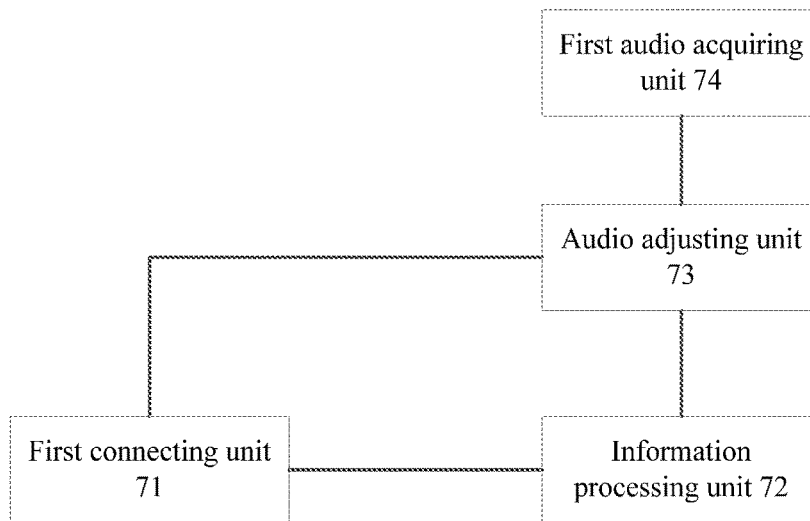 First audio acquiring
unit 74
Audio adjusting unit
73
First connecting unit
71
Information
processing unit 72